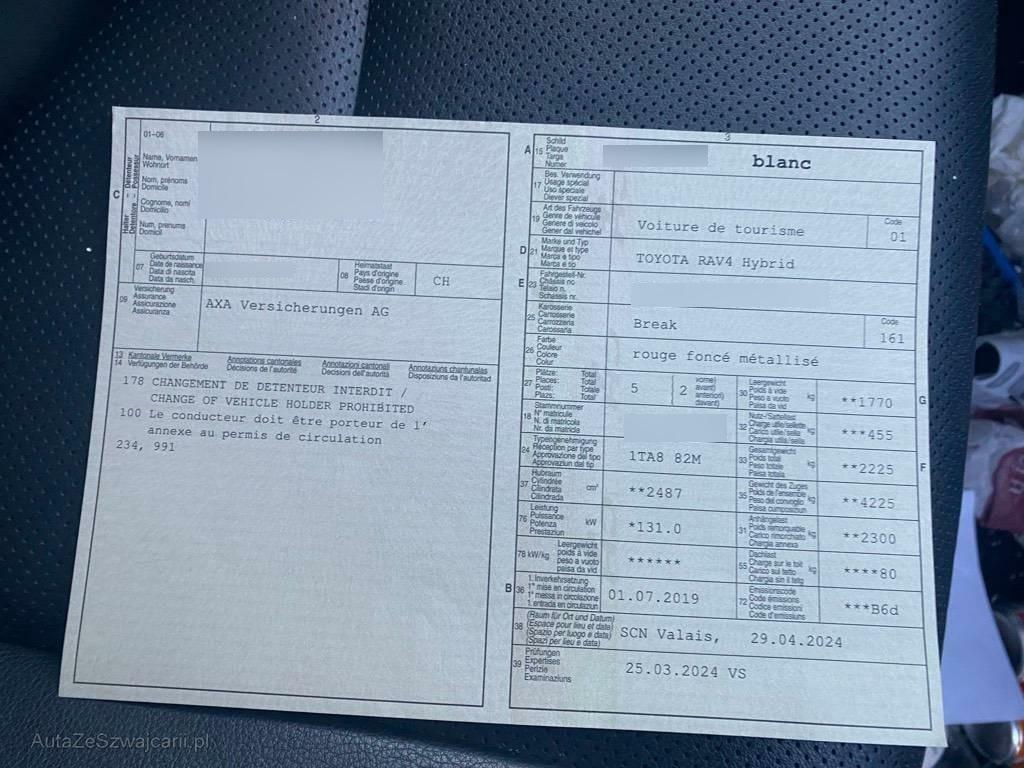 2
01-06
C
Halter - Détenteur
Detentore - Possessur
Name, Vornamen
Wohnort
Nom, prénoms
Domicile
Cognome, nomi
Domicilio
Num, prenums
Domicil
07
Geburtsdatum
Date de naissance
Data di nascita
Data da nasch.
08
Heimatstaat
Pays d'origine
Paese d'origine
Stadi d'origin
CH
09
Versicherung
Assurance
Assicurazione
Assicuranza
AXA Versicherungen AG
13 Kantonale Vermerke
14 Verfügungen der Behörde
Annotations cantonales
Décisions de l'autorité
Annotazioni cantonali
Decisioni dell'autorità
Annotaziuns chantunalas
Disposiziuns da l'autoritad
178 CHANGEMENT DE DETENTEUR INTERDIT /
CHANGE OF VEHICLE HOLDER PROHIBITED
100 Le conducteur doit être porteur de l'
annexe au permis de circulation
234, 991
3
A 15
Schild
Plaque
Targa
Numer
blanc
17
Bes. Verwendung
Usage spécial
Uso speciale
Diever spezial
19
Art des Fahrzeugs
Genre de véhicule
Genere di veicolo
Gener dal vehichel
Voiture de tourisme
Code
01
D 21
Marke und Typ
Marque et type
Marca e tipo
Marca e tip
TOYOTA RAV4 Hybrid
E 23
Fahrgestell-Nr.
Châssis no
Telaio n.
Schassis nr.
25
Karosserie
Carrosserie
Carrozzeria
Carossaria
Break
Code
161
26
Farbe
Couleur
Colore
Colur
rouge foncé métallisé
27
Plätze: Total
Places: Total
Posti: Totale
Plazs: Total
5
2
vorne)
avant)
anteriori)
davant)
30
Leergewicht
Poids à vide
Peso a vuoto
Paisa da vid
kg
**1770
G
18
Stammnummer
N° matricule
N. di matricola
Nr. da matricla
32
Nutz-/Sattellast
Charge utile/sellette
Carico utile/sella
Chargia utila/sella
kg
***455
24
Typengenehmigung
Réception par type
Approvazione del tipo
Approvaziun dal tip
1TA8 82M
33
Gesamtgewicht
Poids total
Peso totale
Paisa totala
kg
**2225
F
37
Hubraum
Cylindrée
Cilindrata
Cilindrada
cm³
**2487
35
Gewicht des Zuges
Poids de l'ensemble
Peso del convoglio
Paisa cumposiziun
kg
**4225
76
Leistung
Puissance
Potenza
Prestaziun
kW
*131.0
31
Anhängelast
Poids remorquable
Carico rimorchiato
Chargia annexa
kg
**2300
78 kW/kg
Leergewicht
poids à vide
peso a vuoto
paisa da vid
******
55
Dachlast
Charge sur le toit
Carico sul tetto
Chargia sin il tetg
kg
****80
B 36
1. Inverkehrsetzung
1re mise en circulation
1a messa in circolazione
1. entrada en circulaziun
01.07.2019
72
Emissionscode
Code émissions
Codice emissioni
Code d'emissiuns
***B6d
38
(Raum für Ort und Datum)
(Espace pour lieu et date)
(Spazio per luogo e data)
(Spazi per lieu e data)
SCN Valais, 29.04.2024
39
Prüfungen
Expertises
Perizie
Examinaziuns
25.03.2024 VS
AutaZeSzwajcarii.pl